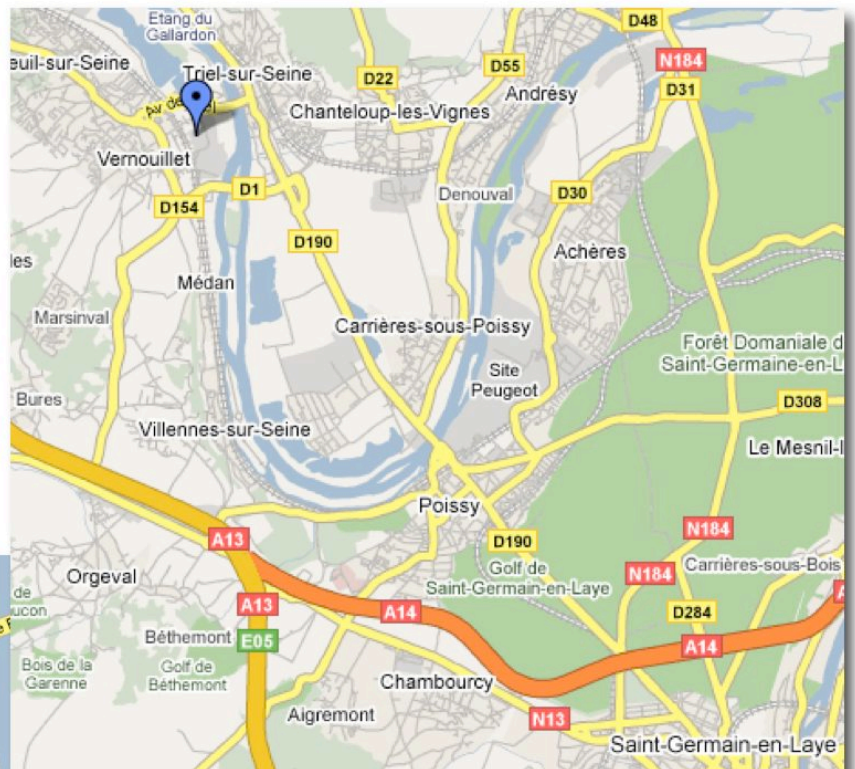 Etang du
Gallardon
D48
euil-sur-Seine
Triel-sur-Seine
N184
D22
D55
D31
Andrésy
Chanteloup-les-Vignes
Av de
Vernouillet
D1
Denouval
D30
D154
D190
Achères
les
Médan
Marsinval
Carrières-sous-Poissy
Forêt Domaniale d
Saint-Germaine-en-L
Site
Peugeot
Bures
D308
Villennes-sur-Seine
Le Mesnil-l
Poissy
A13
D190
N184
Orgeval
Golf de
Saint-Germain-en-Laye
N184
Carrières-sous-Bois
de
ucon
A13
A14
D284
A
Béthemont
E05
A14
Bois de la
Garenne
Golf de
Béthemont
Chambourcy
Aigremont
N13
Saint-Germain-en-Laye